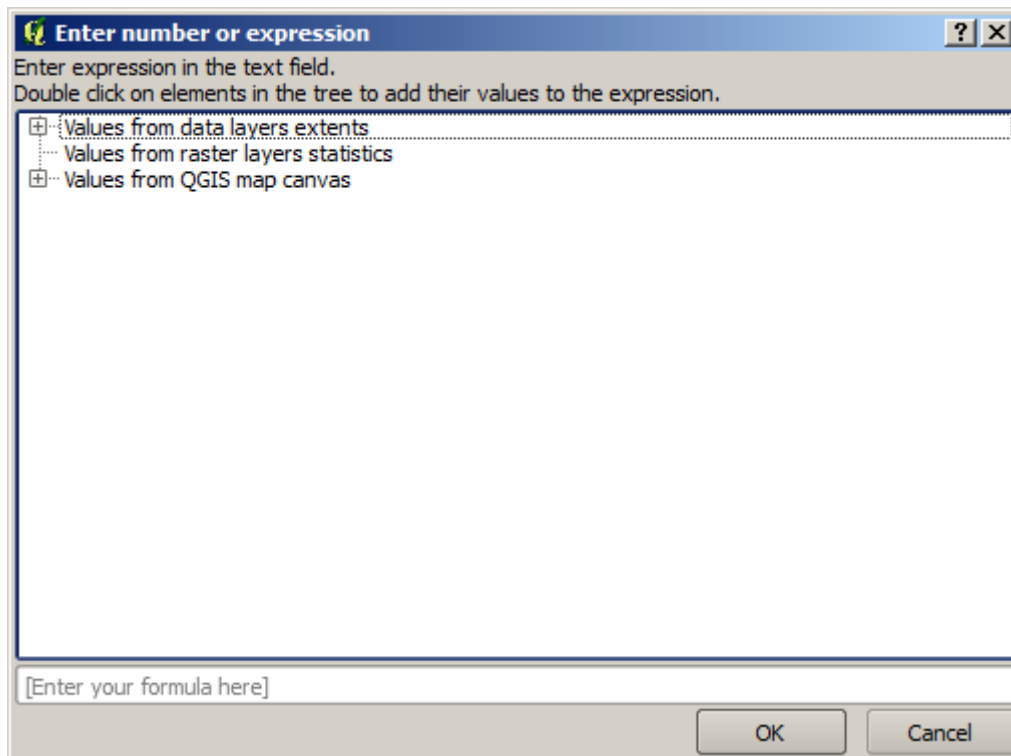 Enter number or expression
Enter expression in the text field.
Double click on elements in the tree to add their values to the expression.
Values from data layers extents
Values from raster layers statistics
Values from QGIS map canvas
[Enter your formula here]
OK Cancel